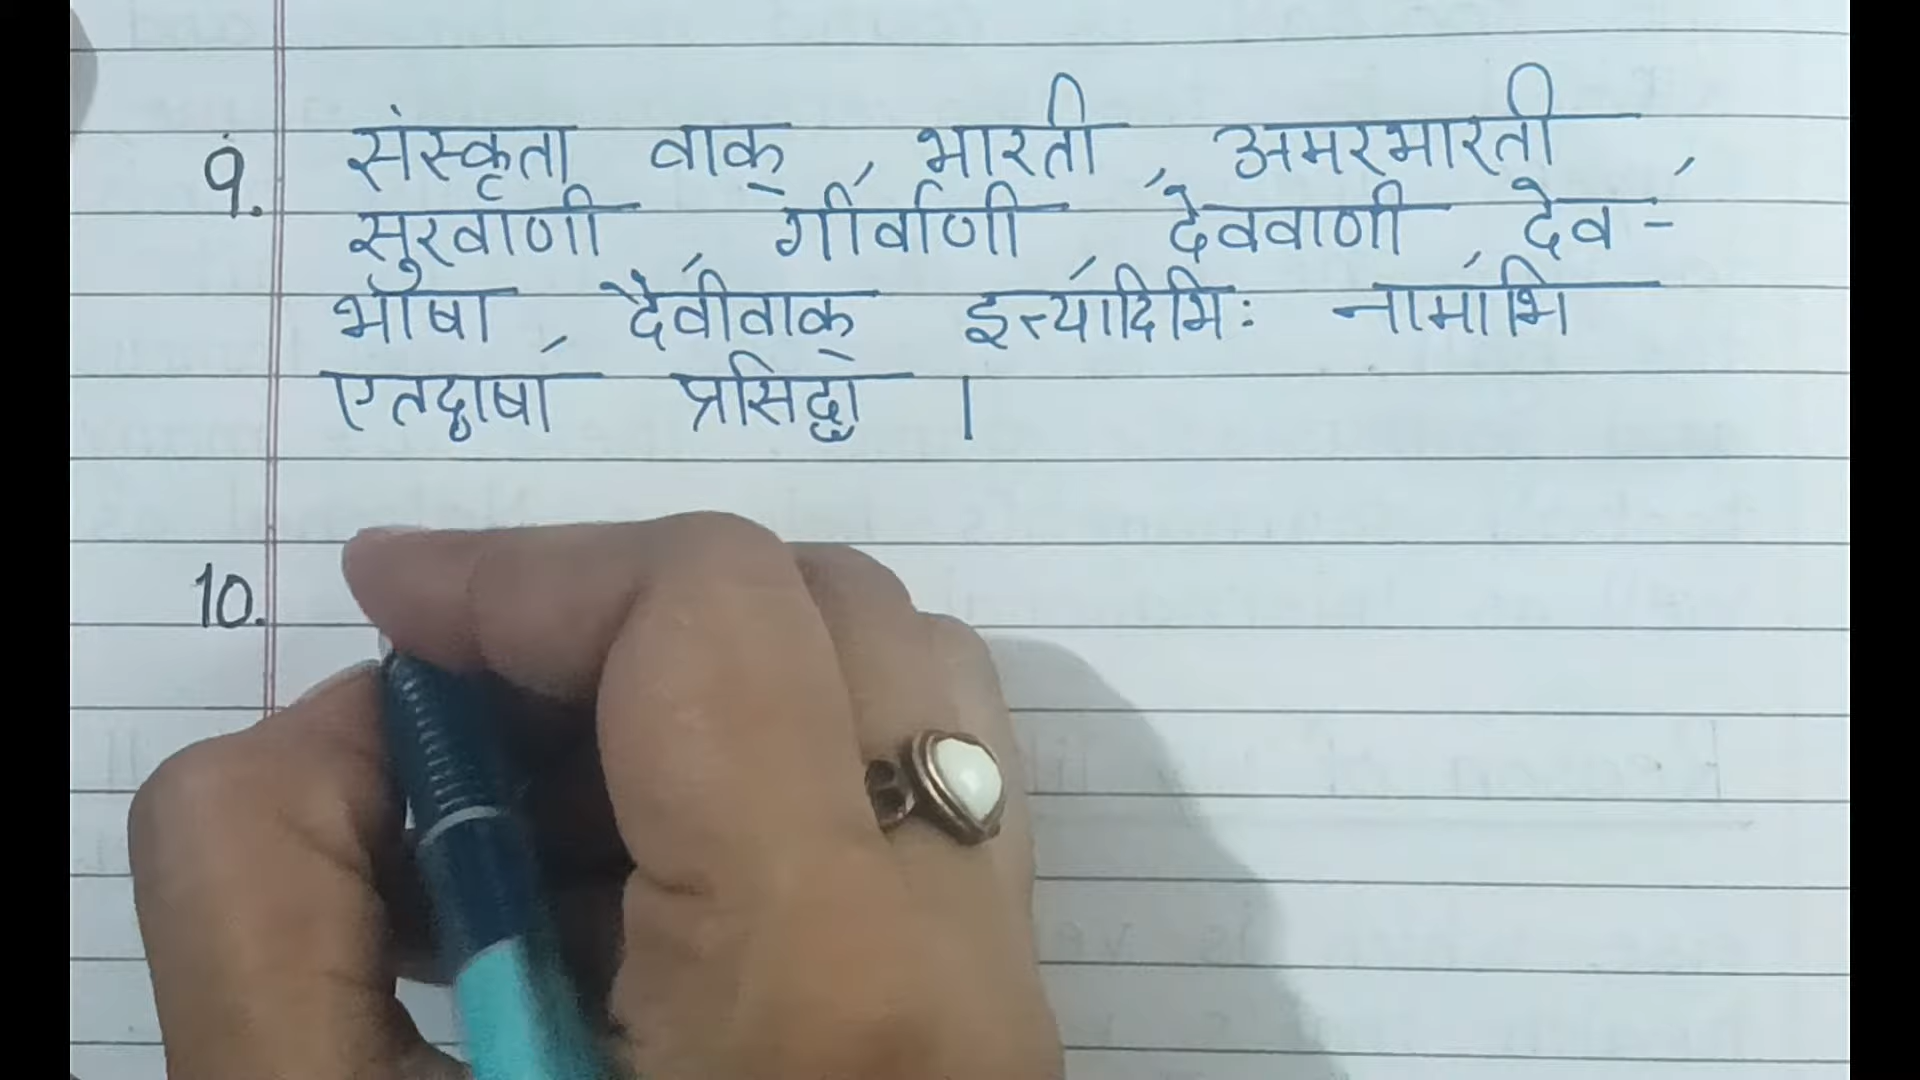 9. संस्कृता वाक्, भारती, अमरभारती,
सुरवाणी, गीर्वाणी, देववाणी, देव-
भाषा, दैवीवाक् इत्यादिभिः नामभि
एतद्भाषा प्रसिद्धा ।
10.